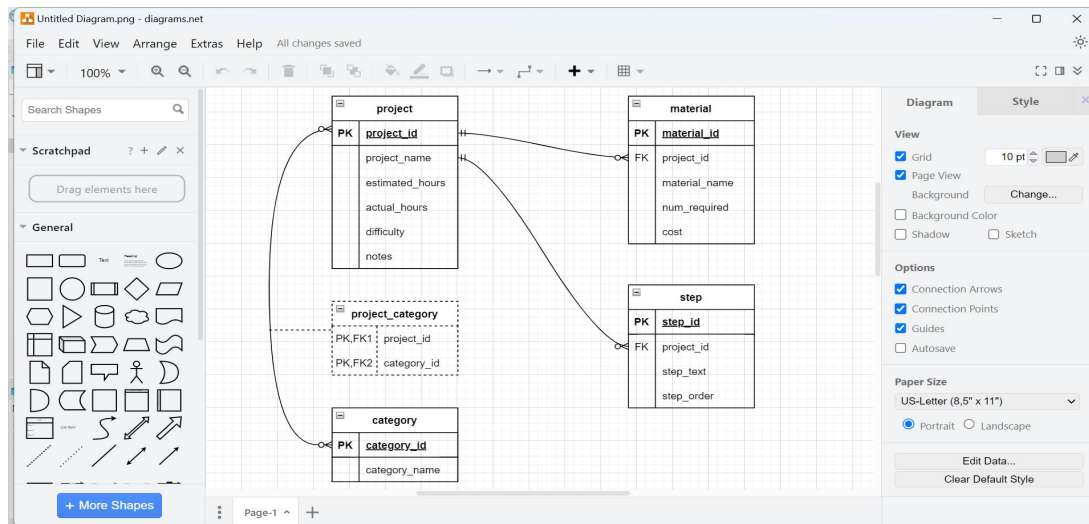 Untitled Diagram.png - diagrams.net
File Edit View Arrange Extras Help All changes saved
100%
Search Shapes
Scratchpad
Drag elements here
General
Text
Heading
List Item
+ More Shapes
project
PK project_id
project_name
estimated_hours
actual_hours
difficulty
notes
project_category
PK,FK1 project_id
PK,FK2 category_id
category
PK category_id
category_name
material
PK material_id
FK project_id
material_name
num_required
cost
step
PK step_id
FK project_id
step_text
step_order
Page-1
Diagram Style
View
Grid 10 pt
Page View
Background Change...
Background Color
Shadow Sketch
Options
Connection Arrows
Connection Points
Guides
Autosave
Paper Size
US-Letter (8,5" x 11")
Portrait Landscape
Edit Data...
Clear Default Style